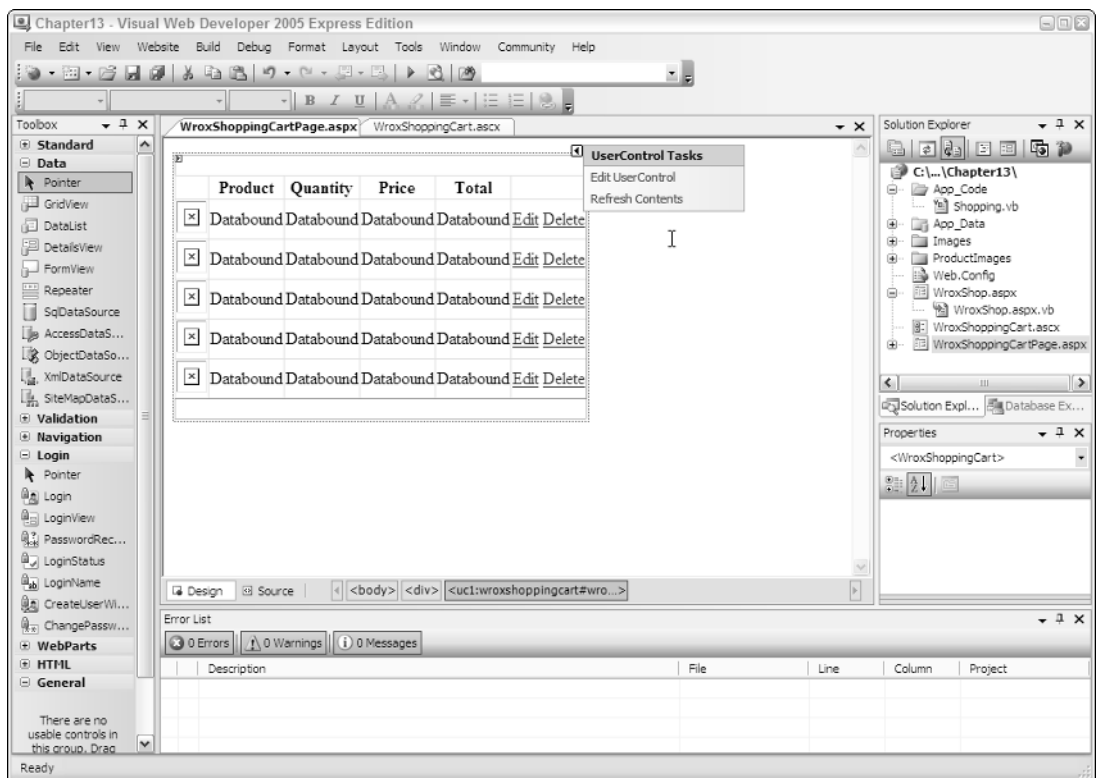 Chapter13 - Visual Web Developer 2005 Express Edition
File Edit View Website Build Debug Format Layout Tools Window Community Help
B I U A
Toolbox
Standard
Data
Pointer
GridView
DataList
DetailsView
FormView
Repeater
SqlDataSource
AccessDataS...
ObjectDataSo...
XmlDataSource
SiteMapDataS...
Validation
Navigation
Login
Pointer
Login
LoginView
PasswordRec...
LoginStatus
LoginName
CreateUserWi...
ChangePassw...
WebParts
HTML
General
There are no
usable controls in
this group. Drag
WroxShoppingCartPage.aspx WroxShoppingCart.ascx
UserControl Tasks
Edit UserControl
Refresh Contents
Product Quantity Price Total
Databound Databound Databound Databound Edit Delete
Databound Databound Databound Databound Edit Delete
Databound Databound Databound Databound Edit Delete
Databound Databound Databound Databound Edit Delete
Databound Databound Databound Databound Edit Delete
Design Source <body> <div> <uc1:wroxshoppingcart#wro...>
Solution Explorer
C:\...\Chapter13\
App_Code
Shopping.vb
App_Data
Images
ProductImages
Web.Config
WroxShop.aspx
WroxShop.aspx.vb
WroxShoppingCart.ascx
WroxShoppingCartPage.aspx
Solution Expl... Database Ex...
Properties
<WroxShoppingCart>
Error List
0 Errors 0 Warnings 0 Messages
Description File Line Column Project
Ready